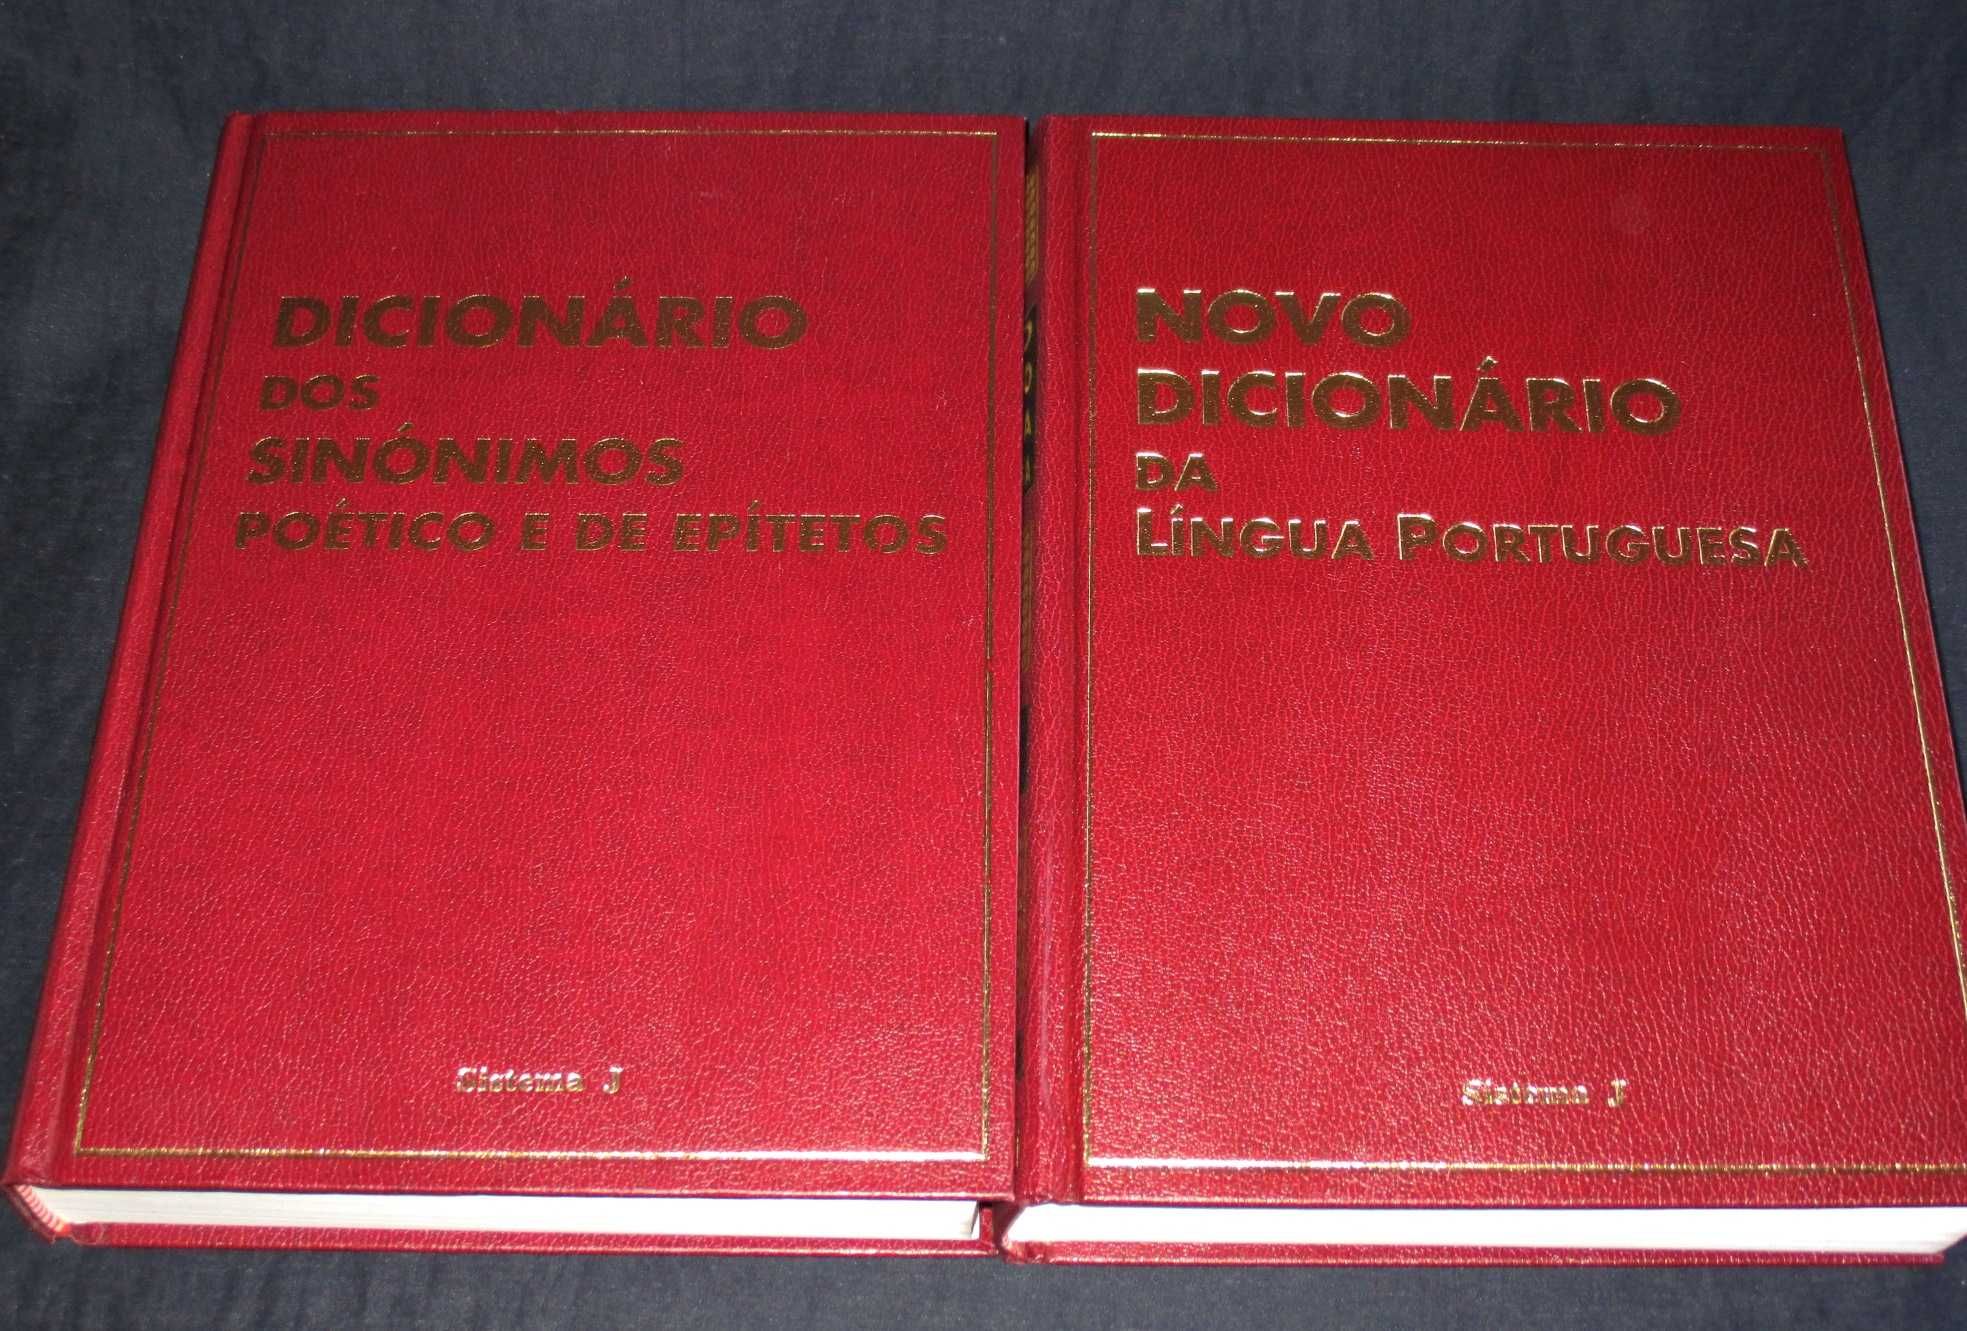 DICIONÁRIO
DOS
SINÓNIMOS
POÉTICO E DE EPÍTETOS
Sistema J
NOVO
DICIONÁRIO
DA
LÍNGUA PORTUGUESA
Sistema J